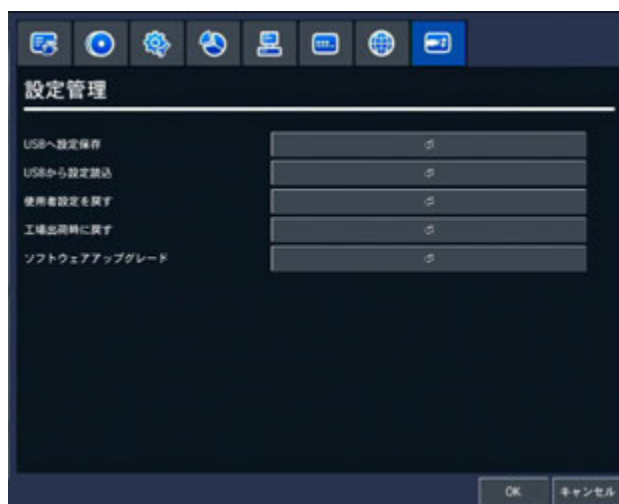 設定管理
USBへ設定保存
USBから設定読込
使用者設定を戻す
工場出荷時に戻す
ソフトウェアアップグレード
OK
キャンセル